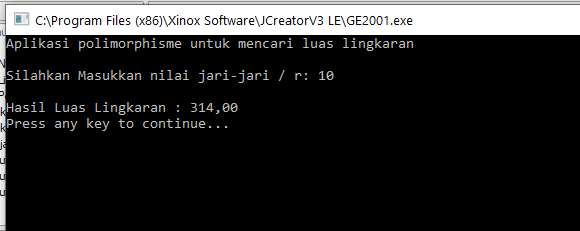 C:\Program Files (x86)\Xinox Software\JCreatorV3 LE\GE2001.exe
Aplikasi polimorphisme untuk mencari luas lingkaran
Silahkan Masukkan nilai jari-jari / r: 10
Hasil Luas Lingkaran : 314,00
Press any key to continue...